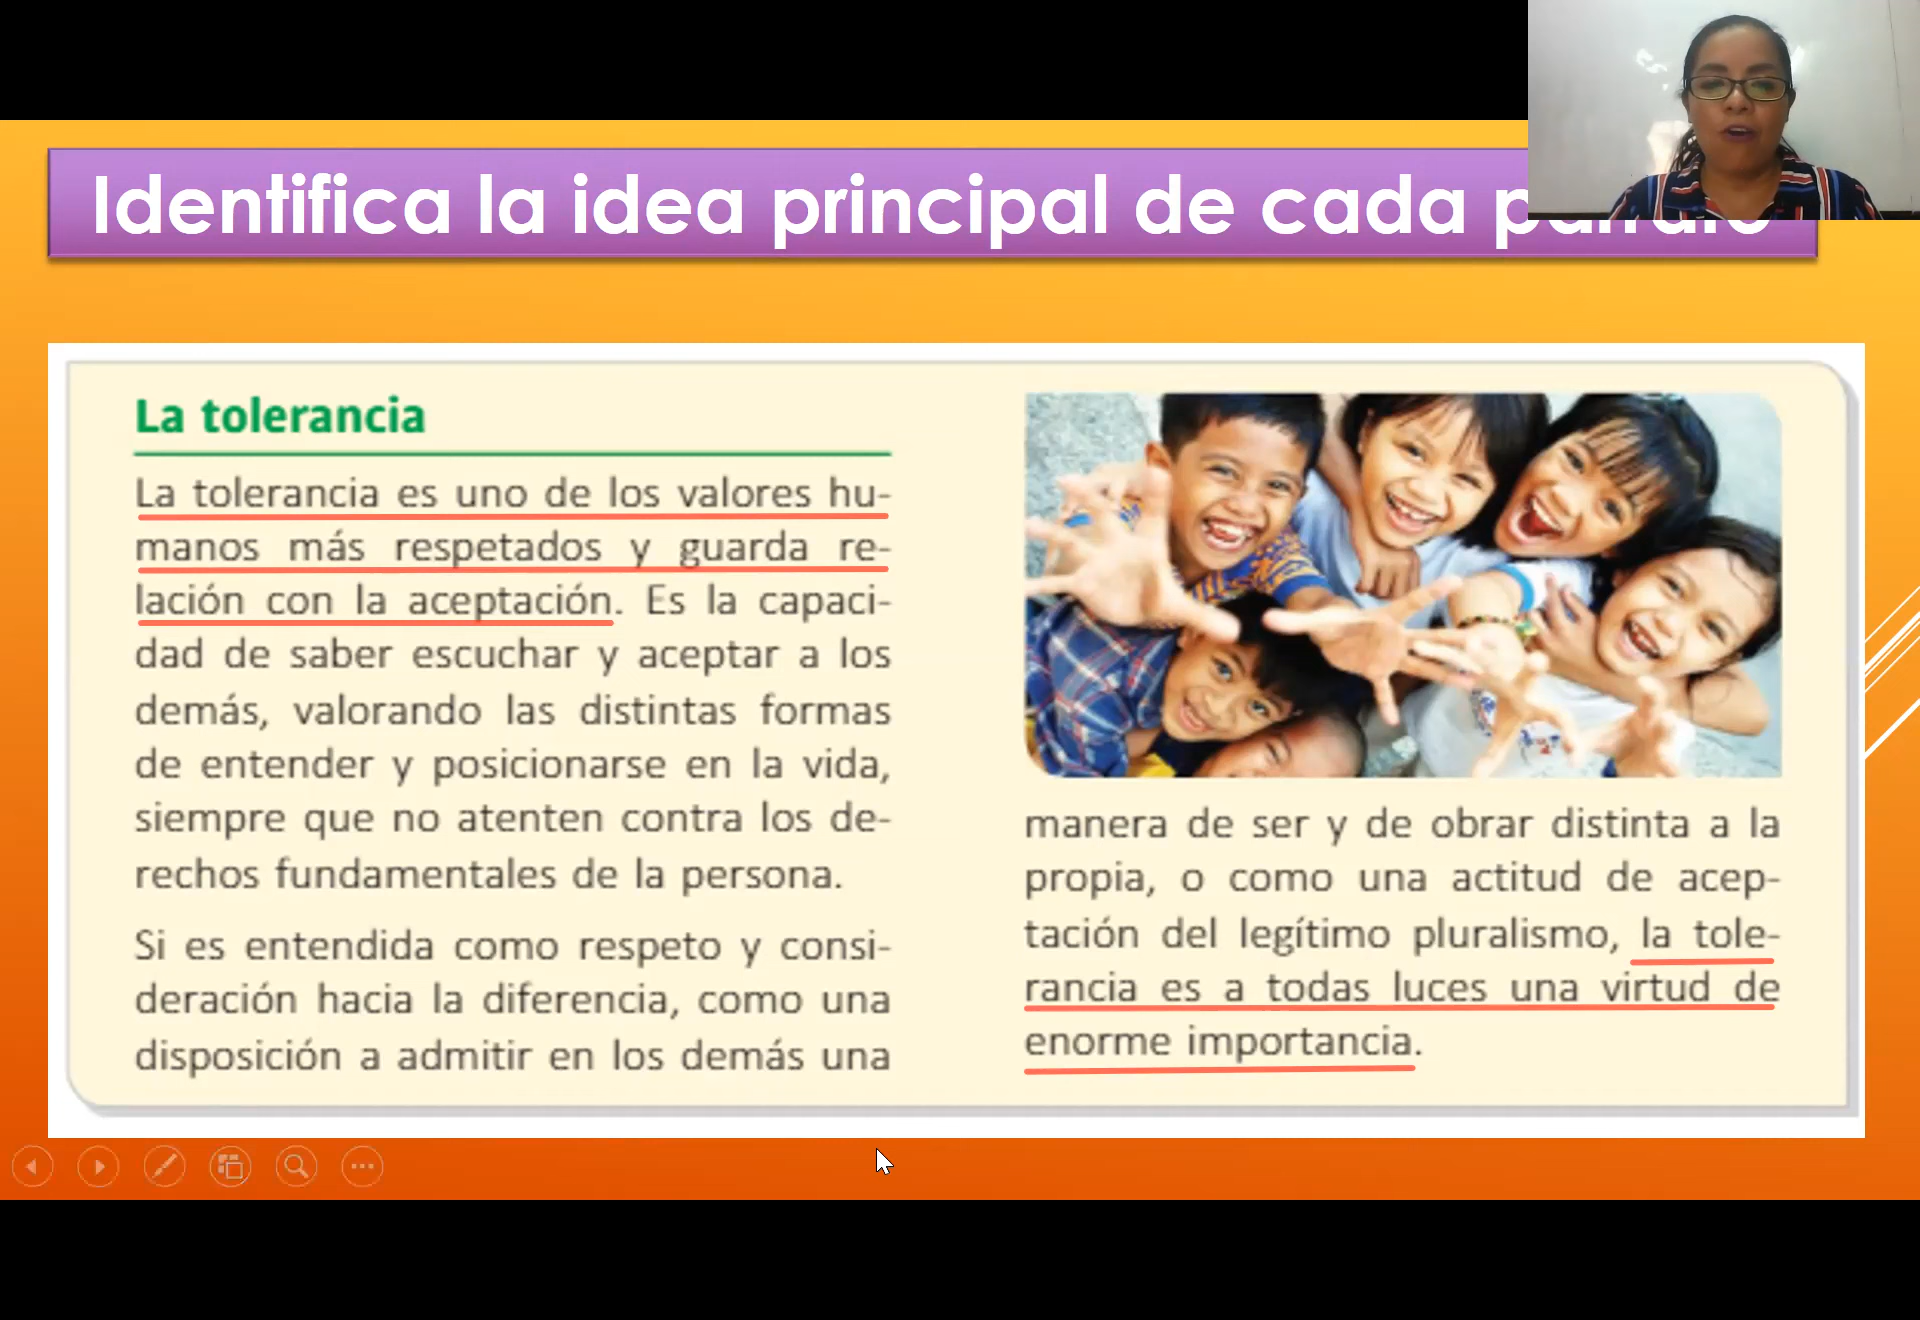 Identifica la idea principal de cada
La tolerancia
La tolerancia es uno de los valores hu-
manos más respetados y guarda re-
lación con la aceptación. Es la capaci-
dad de saber escuchar y aceptar a los
demás, valorando las distintas formas
de entender y posicionarse en la vida,
siempre que no atenten contra los de-
rechos fundamentales de la persona.
Si es entendida como respeto y consi-
deración hacia la diferencia, como una
disposición a admitir en los demás una
manera de ser y de obrar distinta a la
propia, o como una actitud de acep-
tación del legítimo pluralismo, la tole-
rancia es a todas luces una virtud de
enorme importancia.